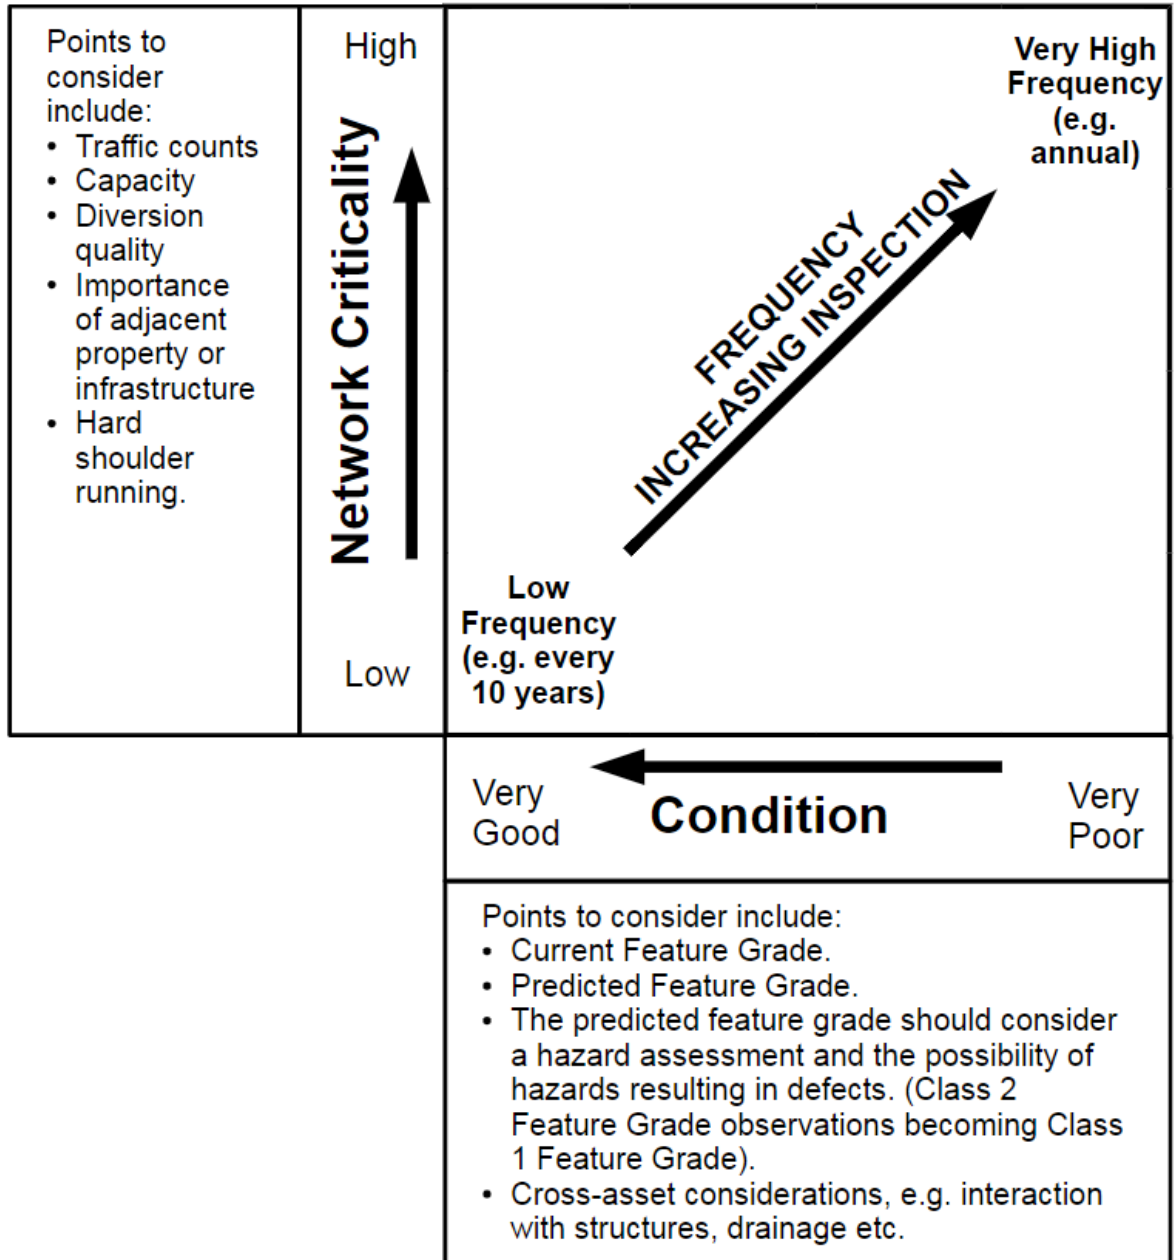 Points to
consider
include:
• Traffic counts
• Capacity
• Diversion
quality
• Importance
of adjacent
property or
infrastructure
• Hard
shoulder
running.
High
Network Criticality
Low
Very High
Frequency
(e.g.
annual)
FREQUENCY
INCREASING INSPECTION
Low
Frequency
(e.g. every
10 years)
Very
Good
Condition
Very
Poor
Points to consider include:
• Current Feature Grade.
• Predicted Feature Grade.
• The predicted feature grade should consider
a hazard assessment and the possibility of
hazards resulting in defects. (Class 2
Feature Grade observations becoming Class
1 Feature Grade).
• Cross-asset considerations, e.g. interaction
with structures, drainage etc.